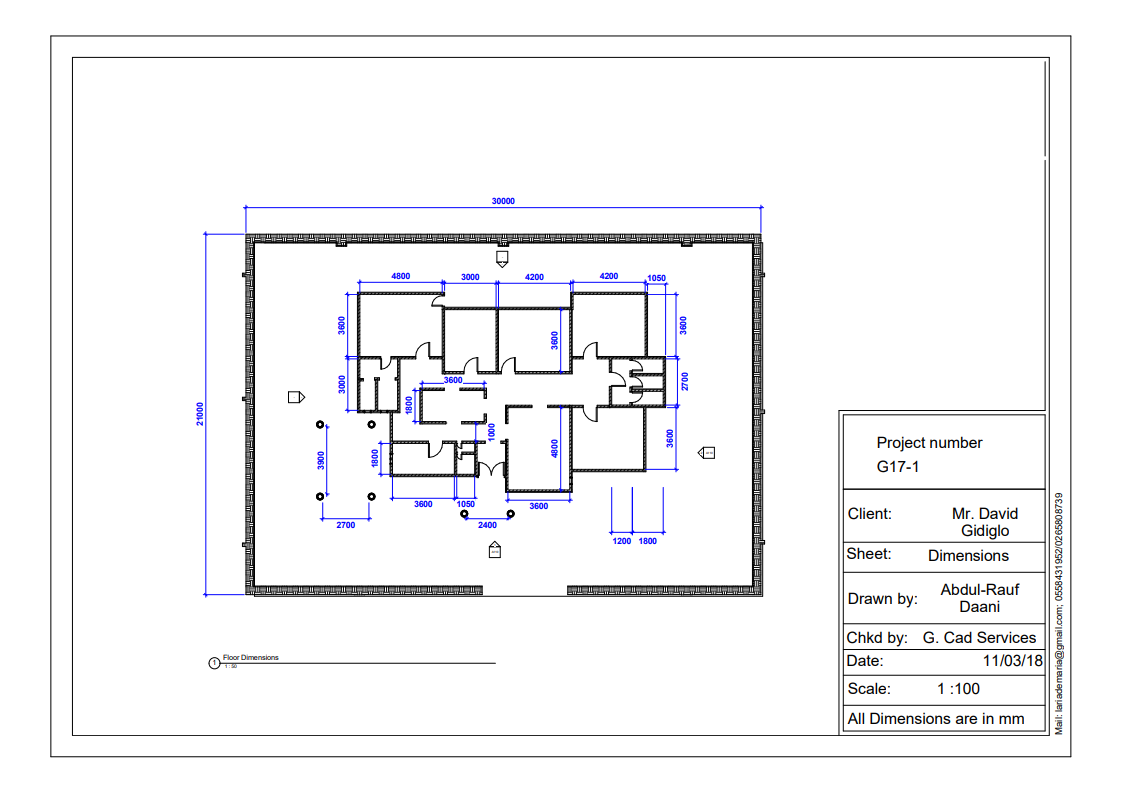 30000
4800
3000
4200
4200
1050
3600
3600
3600
3000
3600
2700
21000
1800
1000
4800
3600
3900
1800
3600
1050
3600
2700
2400
1200
1800
1
Floor Dimensions
1 : 50
Project number
G17-1
Client: Mr. David
Gidiglo
Sheet: Dimensions
Drawn by: Abdul-Rauf
Daani
Chkd by: G. Cad Services
Date: 11/03/18
Scale: 1 :100
All Dimensions are in mm
Mail: lariademaria@gmail.com; 0558431952/0265808739